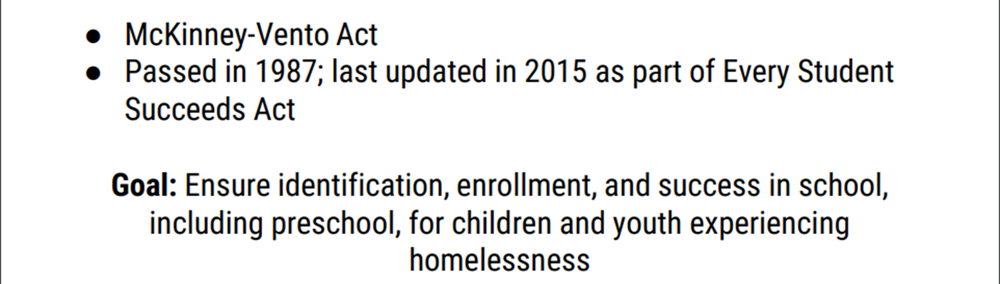 ● McKinney-Vento Act
● Passed in 1987; last updated in 2015 as part of Every Student
Succeeds Act
Goal: Ensure identification, enrollment, and success in school,
including preschool, for children and youth experiencing
homelessness